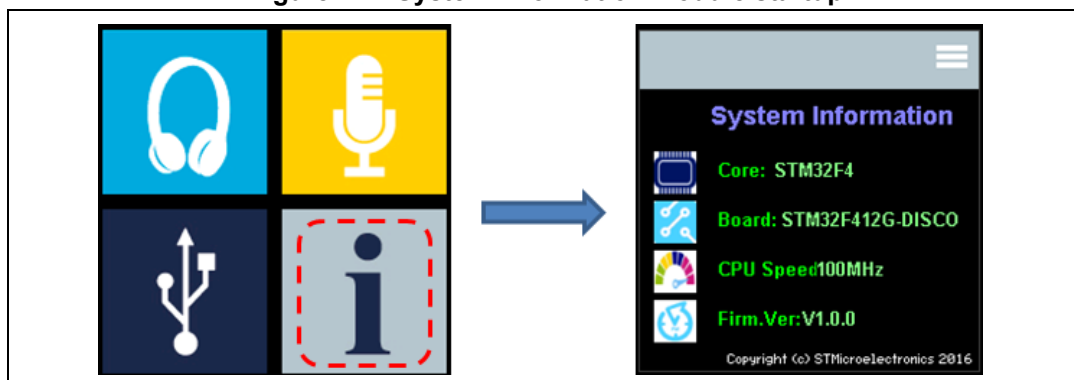 System Information
Core: STM32F4
Board: STM32F412G-DISCO
CPU Speed100MHz
Firm.Ver:V1.0.0
Copyright (c) STMicroelectronics 2016